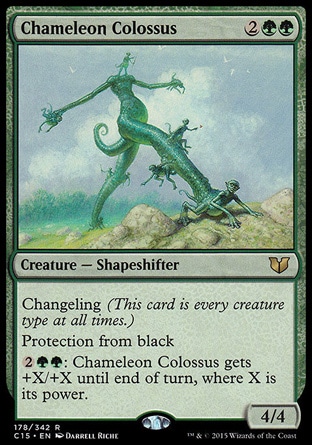 Chameleon Colossus 2
Creature — Shapeshifter
Changeling (This card is every creature
type at all times.)
Protection from black
2: Chameleon Colossus gets
+X/+X until end of turn, where X is
its power.
4/4
178/342 R
C15 • EN Darrell Riche
™ & © 2015 Wizards of the Coast